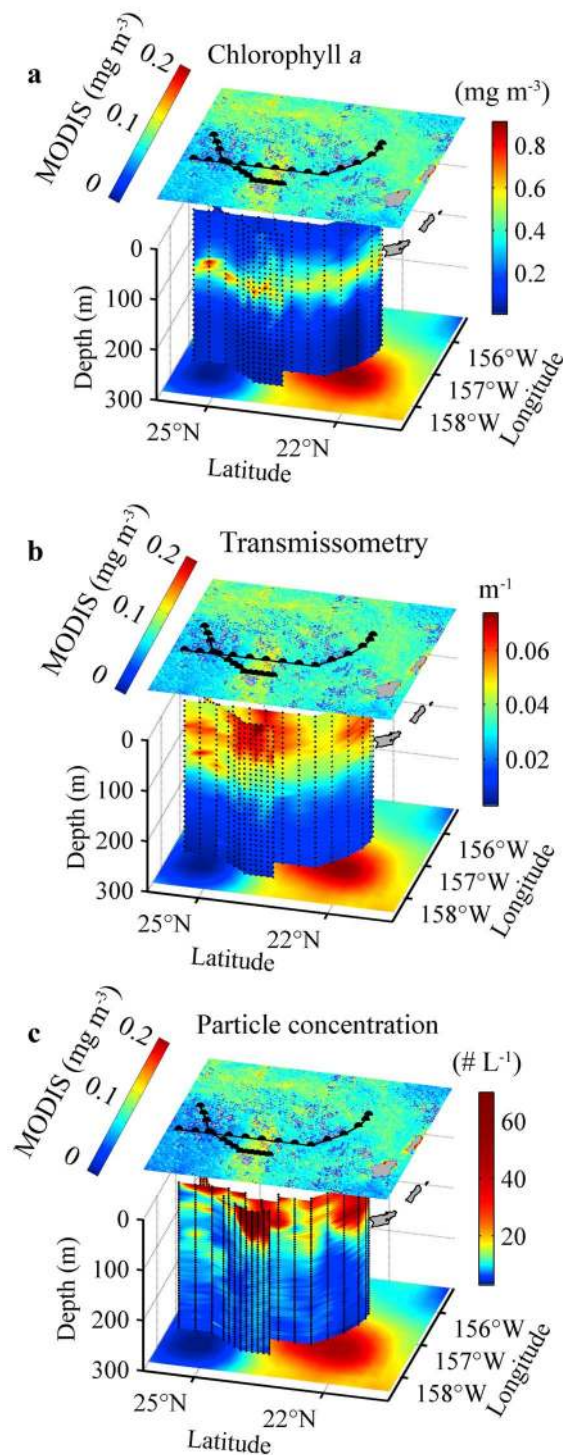 a
Chlorophyll a
MODIS (mg m-3)
0.2
0.1
0
(mg m-3)
0.8
0.6
0.4
0.2
Depth (m)
0
100
200
300
25°N
22°N
Latitude
156°W
157°W
158°W
Longitude
b
Transmissometry
MODIS (mg m-3)
0.2
0.1
0
m-1
0.06
0.04
0.02
Depth (m)
0
100
200
300
25°N
22°N
Latitude
156°W
157°W
158°W
Longitude
c
Particle concentration
MODIS (mg m-3)
0.2
0.1
0
(# L-1)
60
40
20
Depth (m)
0
100
200
300
25°N
22°N
Latitude
156°W
157°W
158°W
Longitude